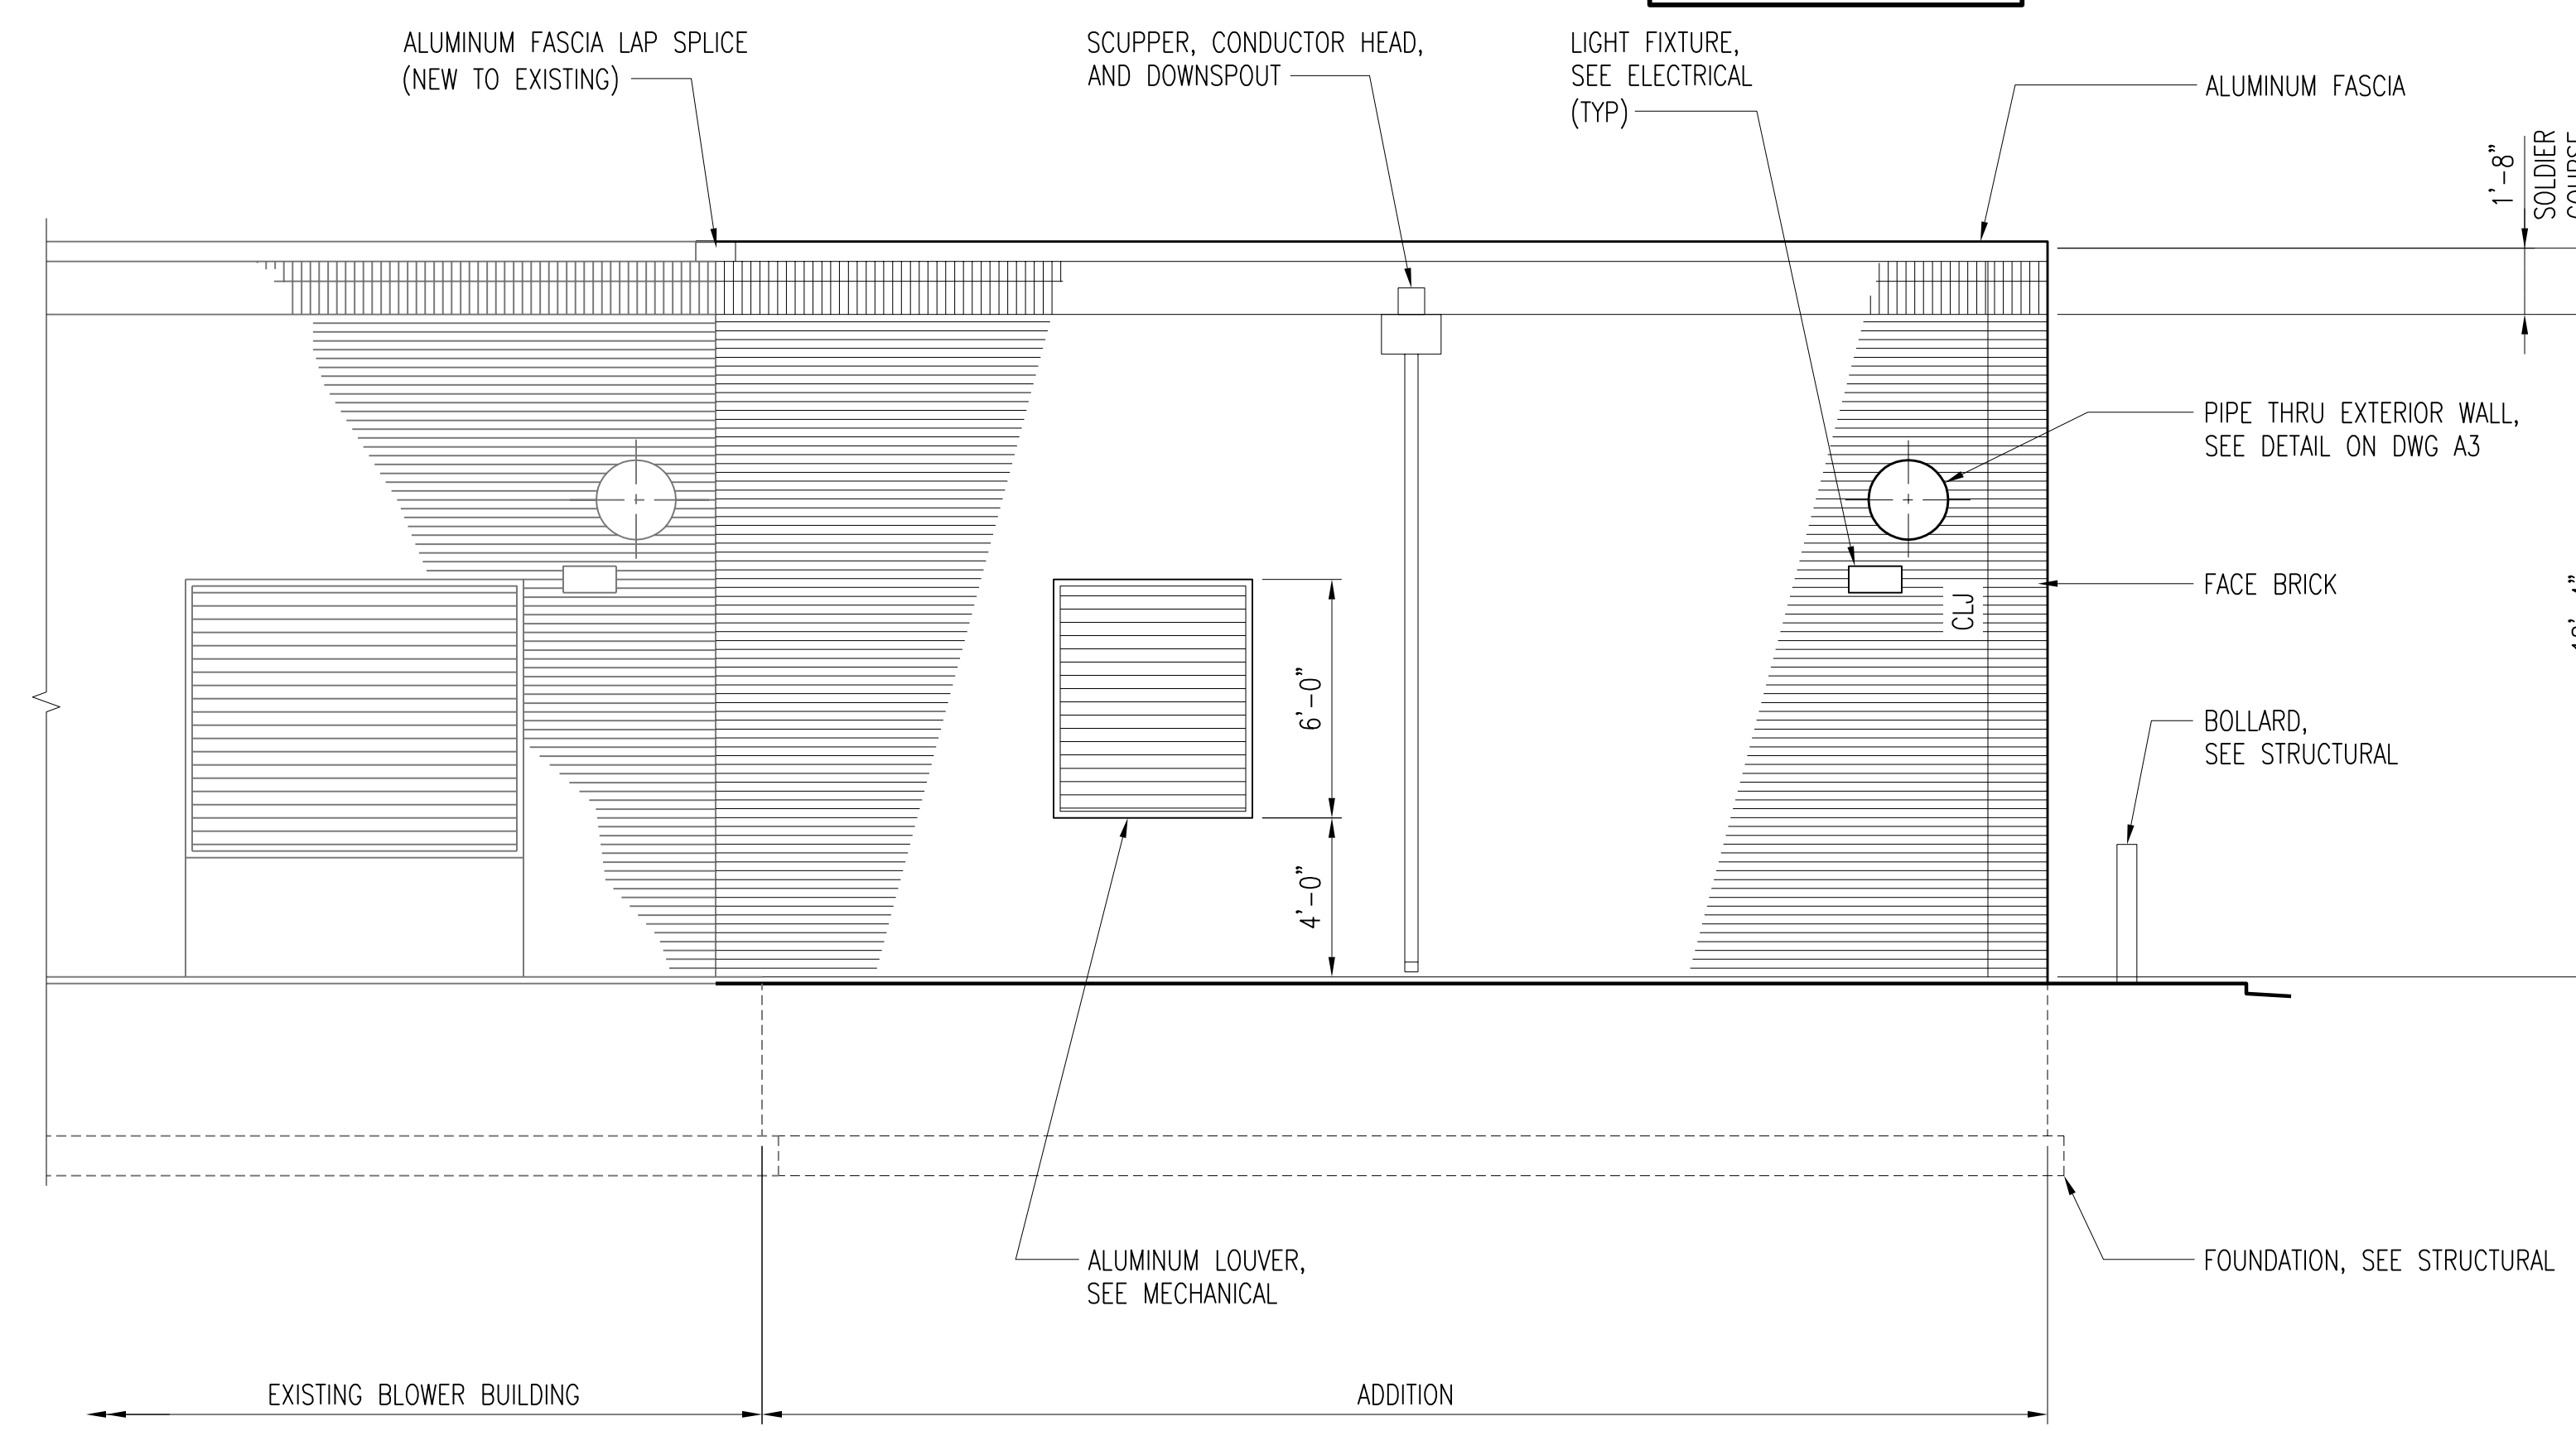 ALUMINUM FASCIA LAP SPLICE
(NEW TO EXISTING)
SCUPPER, CONDUCTOR HEAD,
AND DOWNSPOUT
LIGHT FIXTURE,
SEE ELECTRICAL
(TYP)
ALUMINUM FASCIA
1'-8"
SOLDIER
COURSE
PIPE THRU EXTERIOR WALL,
SEE DETAIL ON DWG A3
FACE BRICK
CLJ
6'-0"
4'-0"
BOLLARD,
SEE STRUCTURAL
ALUMINUM LOUVER,
SEE MECHANICAL
FOUNDATION, SEE STRUCTURAL
EXISTING BLOWER BUILDING
ADDITION